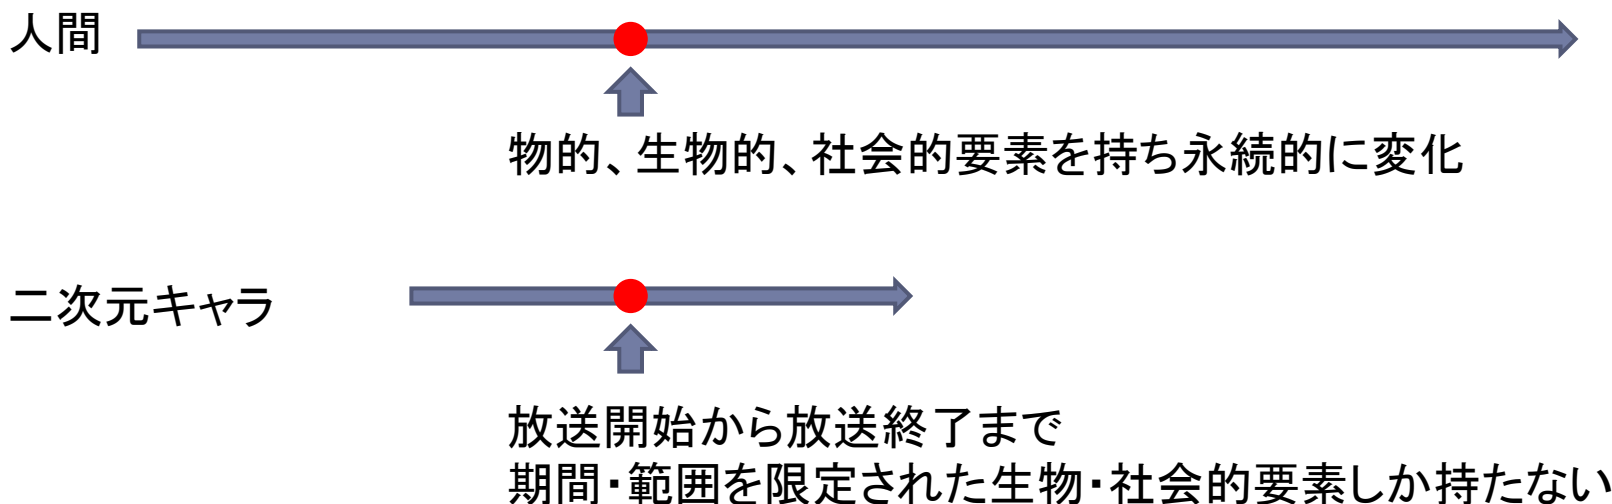 人間
物的、生物的、社会的要素を持ち永続的に変化
二次元キャラ
放送開始から放送終了まで
期間・範囲を限定された生物・社会的要素しか持たない